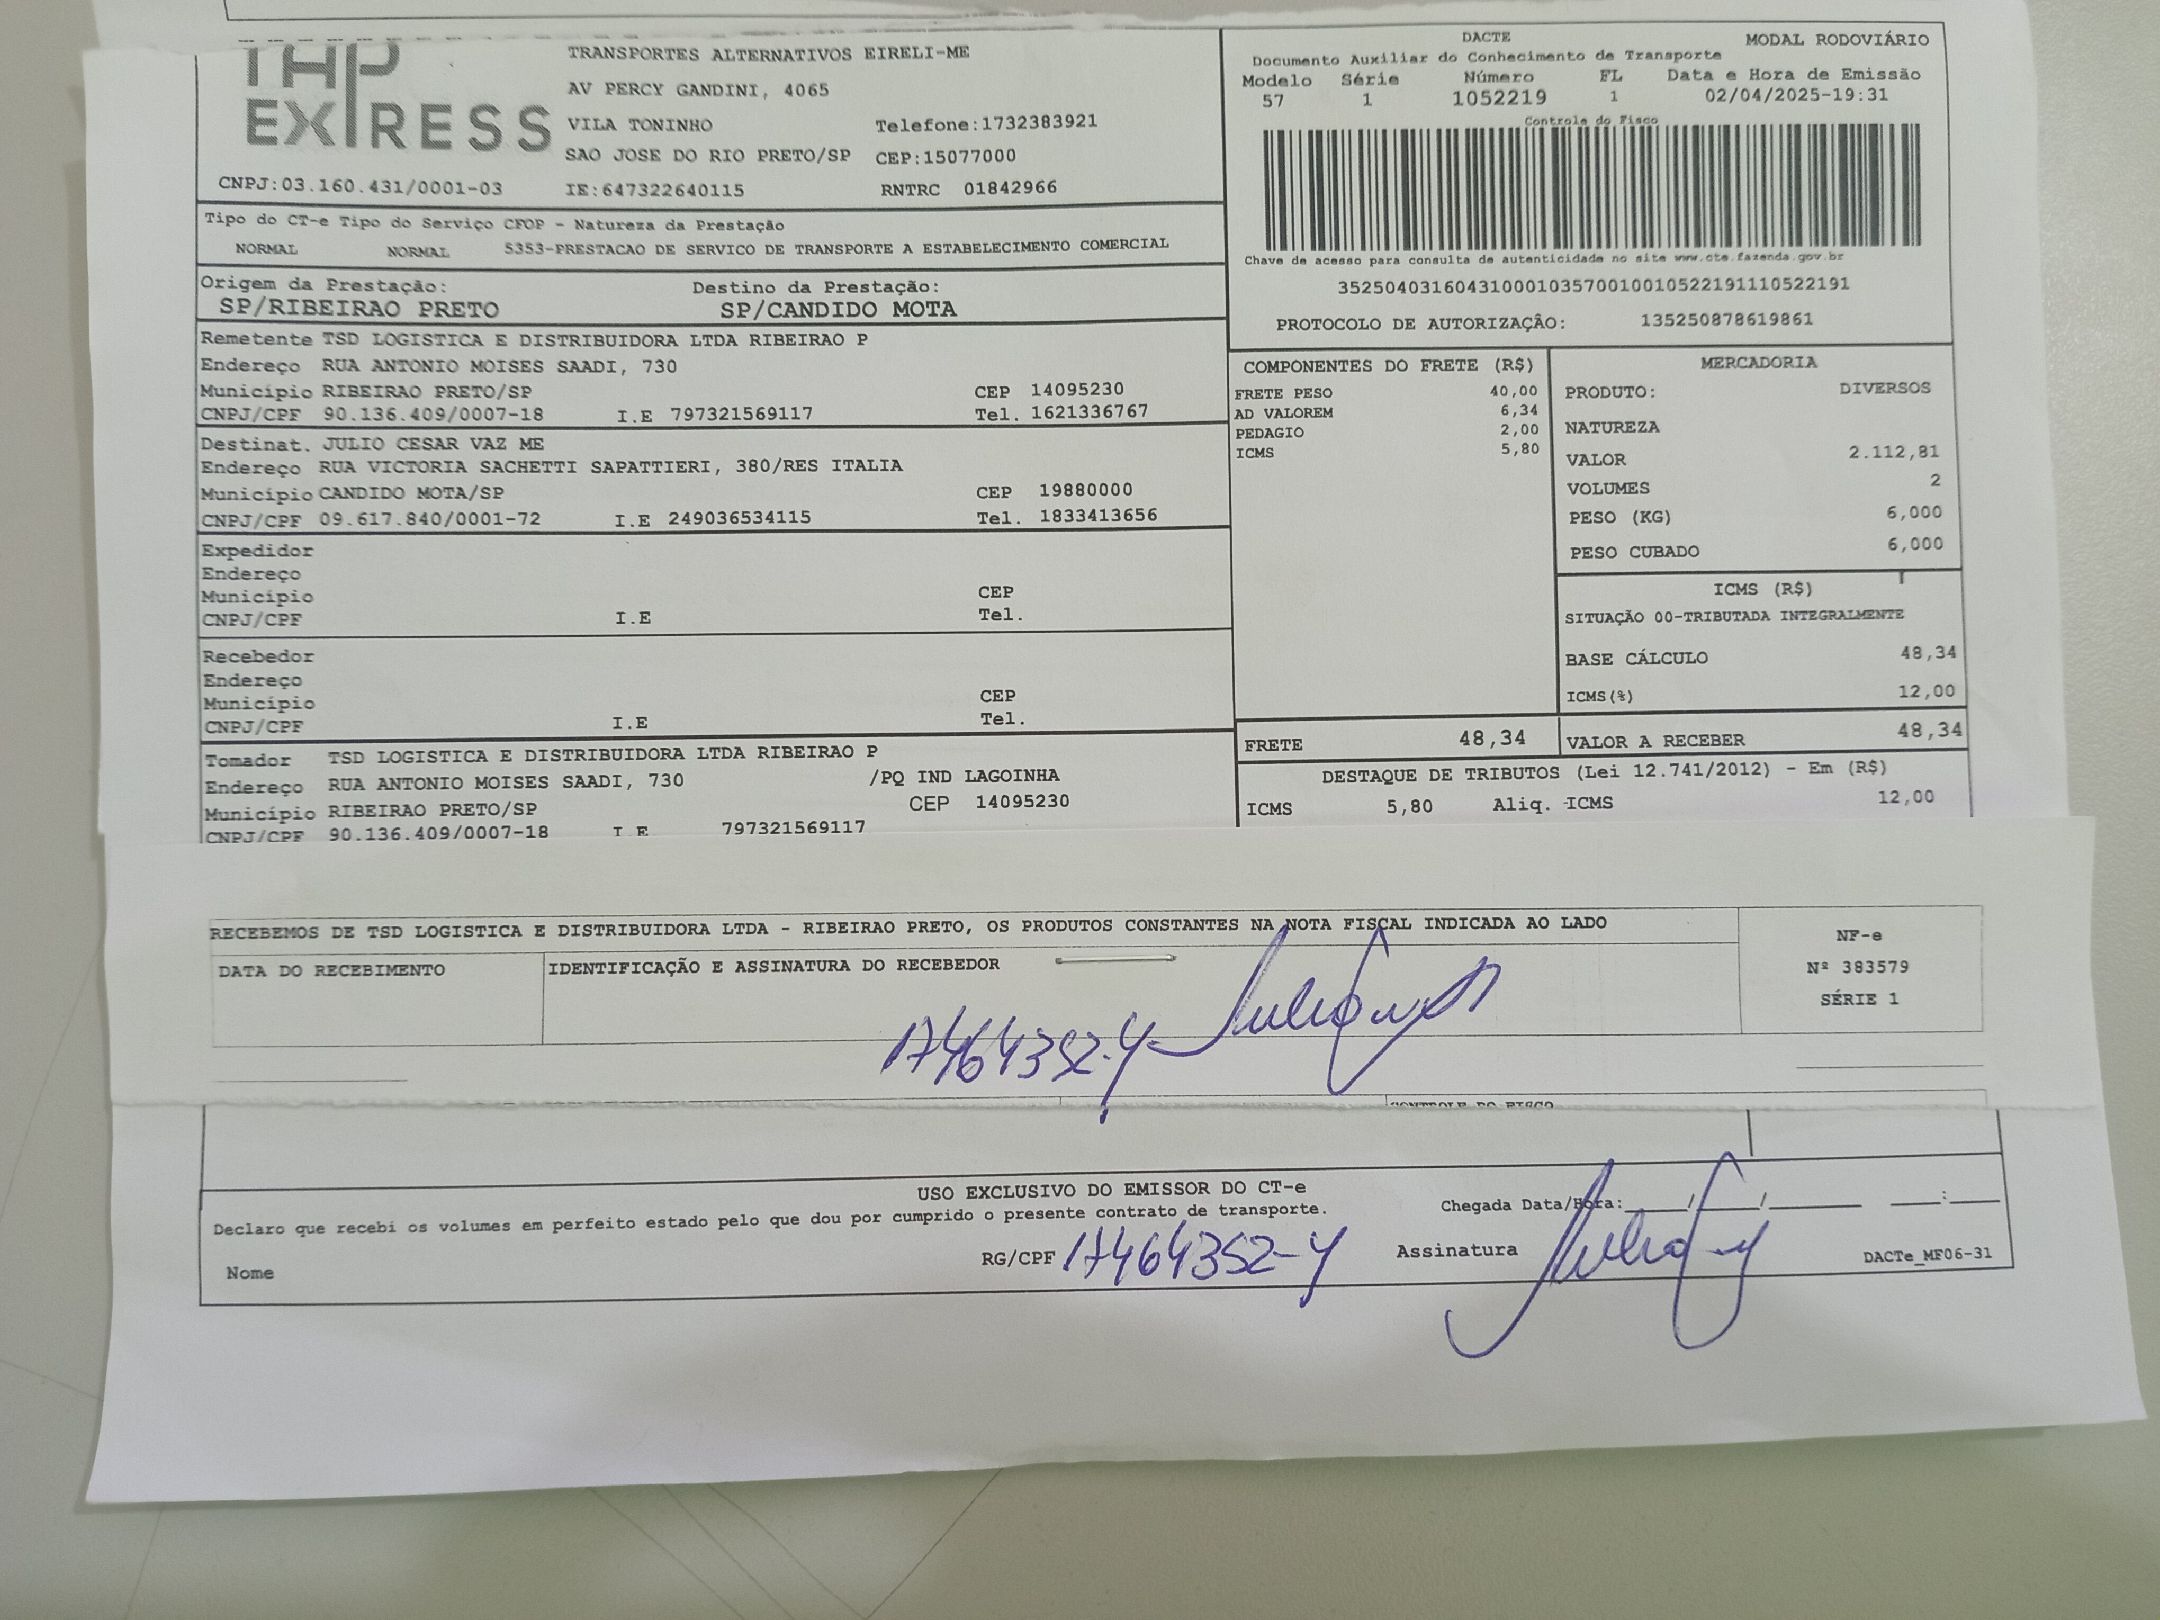 THP
EXPRESS
TRANSPORTES ALTERNATIVOS EIRELI-ME
AV PERCY GANDINI, 4065
VILA TONINHO Telefone:1732383921
SAO JOSE DO RIO PRETO/SP CEP:15077000
CNPJ:03.160.431/0001-03 IE:647322640115 RNTRC 01842966
DACTE MODAL RODOVIÁRIO
Documento Auxiliar do Conhecimento de Transporte
Modelo Série Número FL Data e Hora de Emissão
57 1 1052219 1 02/04/2025-19:31
Controle do Fisco
Chave de acesso para consulta de autenticidade no site www.cte.fazenda.gov.br
35250403160431000103570010010522191110522191
PROTOCOLO DE AUTORIZAÇÃO: 135250878619861
Tipo do CT-e Tipo do Serviço CFOP - Natureza da Prestação
NORMAL NORMAL 5353-PRESTACAO DE SERVICO DE TRANSPORTE A ESTABELECIMENTO COMERCIAL
Origem da Prestação: Destino da Prestação:
SP/RIBEIRAO PRETO SP/CANDIDO MOTA
Remetente TSD LOGISTICA E DISTRIBUIDORA LTDA RIBEIRAO P
Endereço RUA ANTONIO MOISES SAADI, 730
Município RIBEIRAO PRETO/SP CEP 14095230
CNPJ/CPF 90.136.409/0007-18 I.E 797321569117 Tel. 1621336767
Destinat. JULIO CESAR VAZ ME
Endereço RUA VICTORIA SACHETTI SAPATTIERI, 380/RES ITALIA
Município CANDIDO MOTA/SP CEP 19880000
CNPJ/CPF 09.617.840/0001-72 I.E 249036534115 Tel. 1833413656
Expedidor
Endereço
Município CEP
CNPJ/CPF I.E Tel.
Recebedor
Endereço
Município CEP
CNPJ/CPF I.E Tel.
Tomador TSD LOGISTICA E DISTRIBUIDORA LTDA RIBEIRAO P
Endereço RUA ANTONIO MOISES SAADI, 730 /PQ IND LAGOINHA
Município RIBEIRAO PRETO/SP CEP 14095230
CNPJ/CPF 90.136.409/0007-18 I.E 797321569117
COMPONENTES DO FRETE (R$)
FRETE PESO 40,00
AD VALOREM 6,34
PEDAGIO 2,00
ICMS 5,80
MERCADORIA
PRODUTO: DIVERSOS
NATUREZA
VALOR 2.112,81
VOLUMES 2
PESO (KG) 6,000
PESO CUBADO 6,000
ICMS (R$)
SITUAÇÃO 00-TRIBUTADA INTEGRALMENTE
BASE CÁLCULO 48,34
ICMS(%) 12,00
FRETE 48,34 VALOR A RECEBER 48,34
DESTAQUE DE TRIBUTOS (Lei 12.741/2012) - Em (R$)
ICMS 5,80 Aliq. ICMS 12,00
RECEBEMOS DE TSD LOGISTICA E DISTRIBUIDORA LTDA - RIBEIRAO PRETO, OS PRODUTOS CONSTANTES NA NOTA FISCAL INDICADA AO LADO
DATA DO RECEBIMENTO IDENTIFICAÇÃO E ASSINATURA DO RECEBEDOR
NF-e
Nº 383579
SÉRIE 1
17464352-4
CONTROLE DO FISCO
USO EXCLUSIVO DO EMISSOR DO CT-e
Declaro que recebi os volumes em perfeito estado pelo que dou por cumprido o presente contrato de transporte.
Chegada Data/Hora:____/____/______ ___:___
Nome RG/CPF 17464352-4 Assinatura DACTe_MF06-31